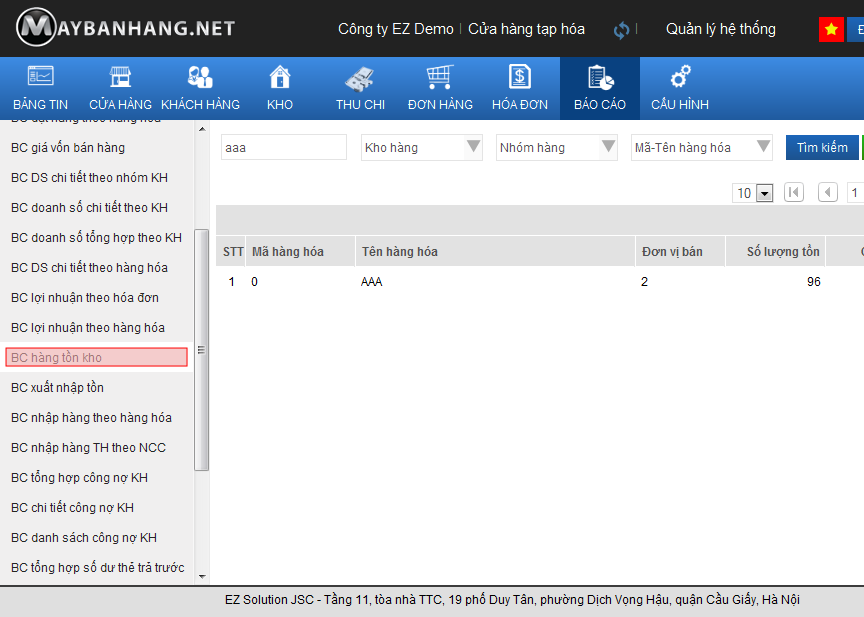 MAYBANHANG.NET
Công ty EZ Demo Cửa hàng tạp hóa Quản lý hệ thống
BẢNG TIN CỬA HÀNG KHÁCH HÀNG KHO THU CHI ĐƠN HÀNG HÓA ĐƠN BÁO CÁO CẤU HÌNH
BC đặt hàng theo hàng hóa
BC giá vốn bán hàng
BC DS chi tiết theo nhóm KH
BC doanh số chi tiết theo KH
BC doanh số tổng hợp theo KH
BC DS chi tiết theo hàng hóa
BC lợi nhuận theo hóa đơn
BC lợi nhuận theo hàng hóa
BC hàng tồn kho
BC xuất nhập tồn
BC nhập hàng theo hàng hóa
BC nhập hàng TH theo NCC
BC tổng hợp công nợ KH
BC chi tiết công nợ KH
BC danh sách công nợ KH
BC tổng hợp số dư thẻ trả trước
aaa Kho hàng Nhóm hàng Mã-Tên hàng hóa Tìm kiếm
10 1
STT Mã hàng hóa Tên hàng hóa Đơn vị bán Số lượng tồn
1 0 AAA 2 96
EZ Solution JSC - Tầng 11, tòa nhà TTC, 19 phố Duy Tân, phường Dịch Vọng Hậu, quận Cầu Giấy, Hà Nội